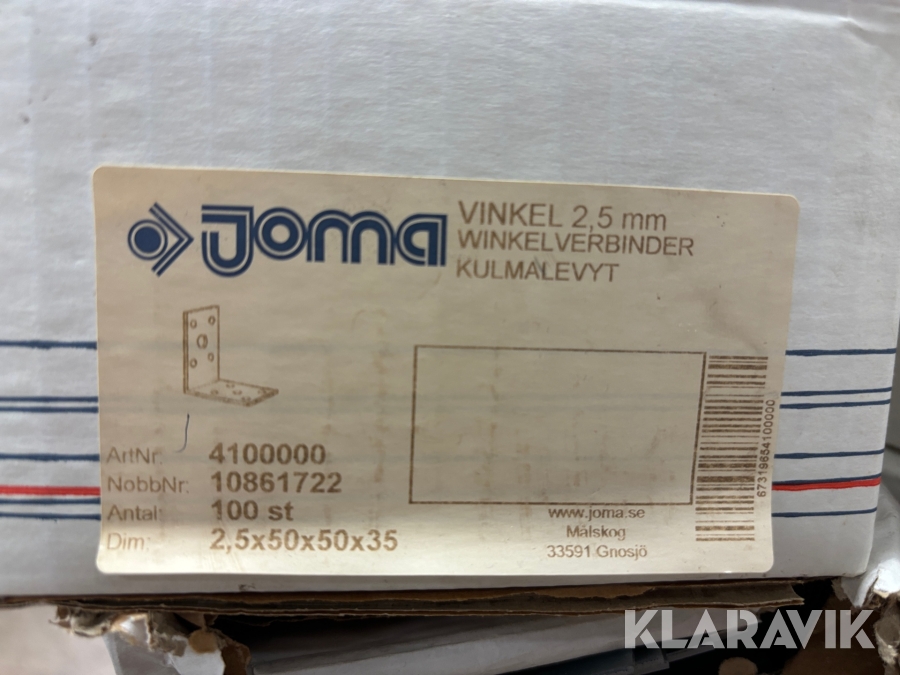 Joma
VINKEL 2,5 mm
WINKELVERBINDER
KULMALEVYT
ArtNr: 4100000
NobbNr: 10861722
Antal: 100 st
Dim: 2,5x50x50x35
www.joma.se
Målskog
33591 Gnosjö
67319654100000
KLARAVIK